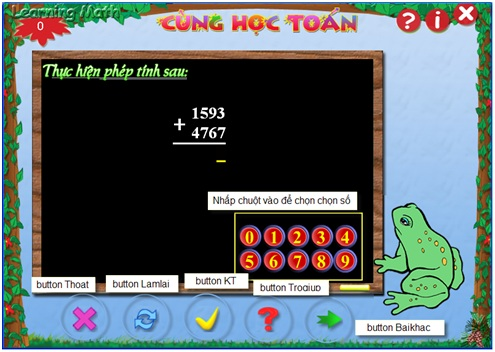 Learning Math
CÙNG HỌC TOÁN
? i X
0
Thực hiện phép tính sau:
1593
+
4767
Nhấp chuột vào để chọn chọn số
0 1 2 3 4
5 6 7 8 9
button Thoat
button Lamlai
button KT
button Trogiup
button Baikhac
?